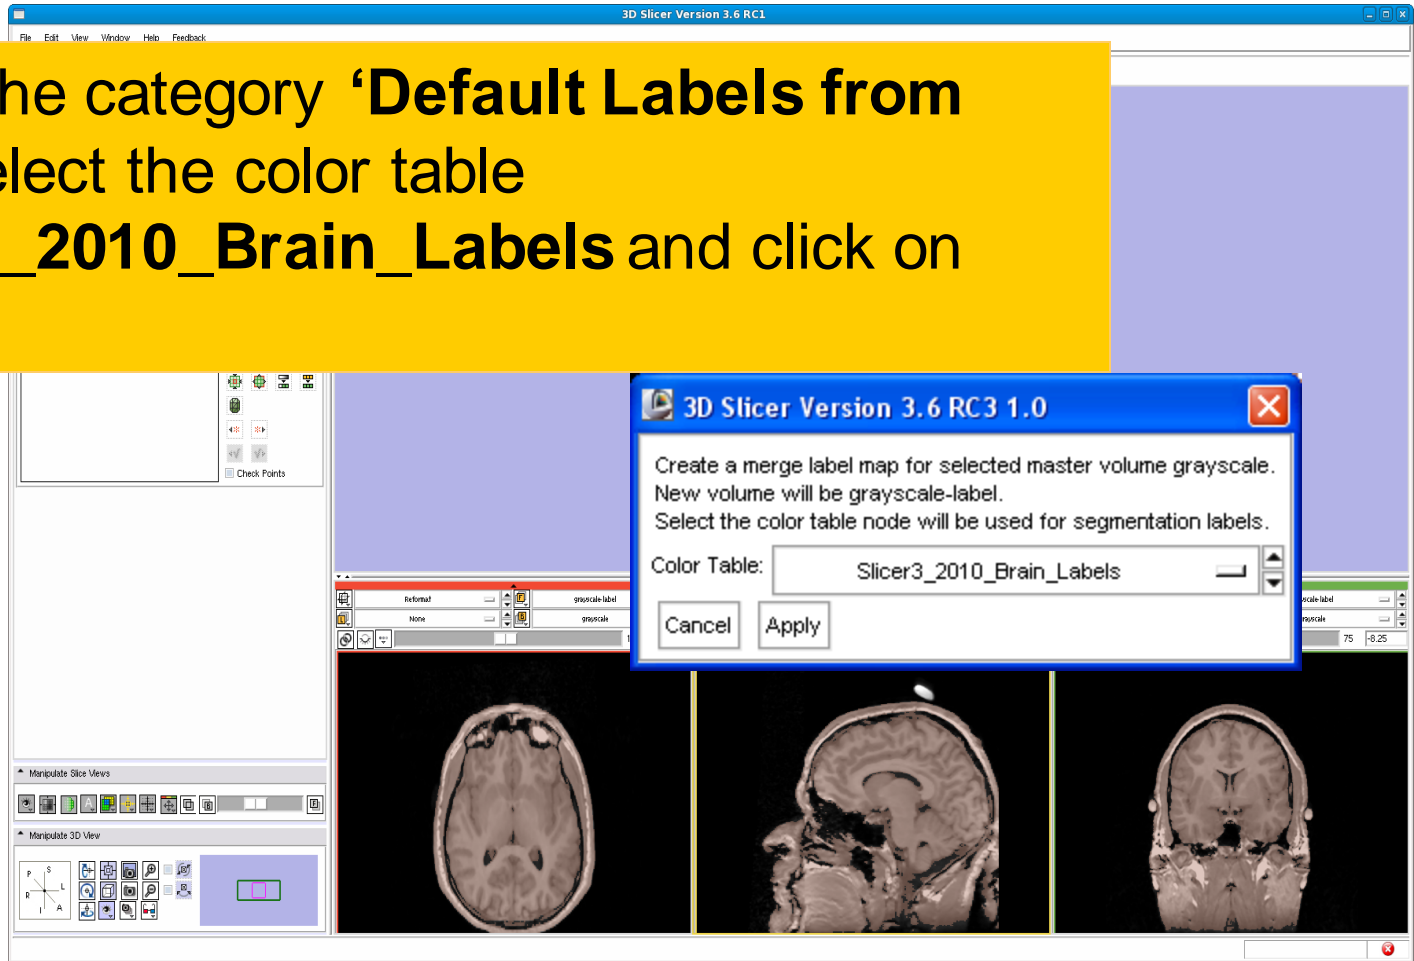 3D Slicer Version 3.6 RC1
File Edit View Window Help Feedback
he category ‘Default Labels from
elect the color table
_2010_Brain_Labels and click on
Check Points
3D Slicer Version 3.6 RC3 1.0
Create a merge label map for selected master volume grayscale.
New volume will be grayscale-label.
Select the color table node will be used for segmentation labels.
Color Table: Slicer3_2010_Brain_Labels
Cancel Apply
Reformat grayscale-label
None grayscale
75 -8.25
Manipulate Slice Views
Manipulate 3D View
P S
R L
I A